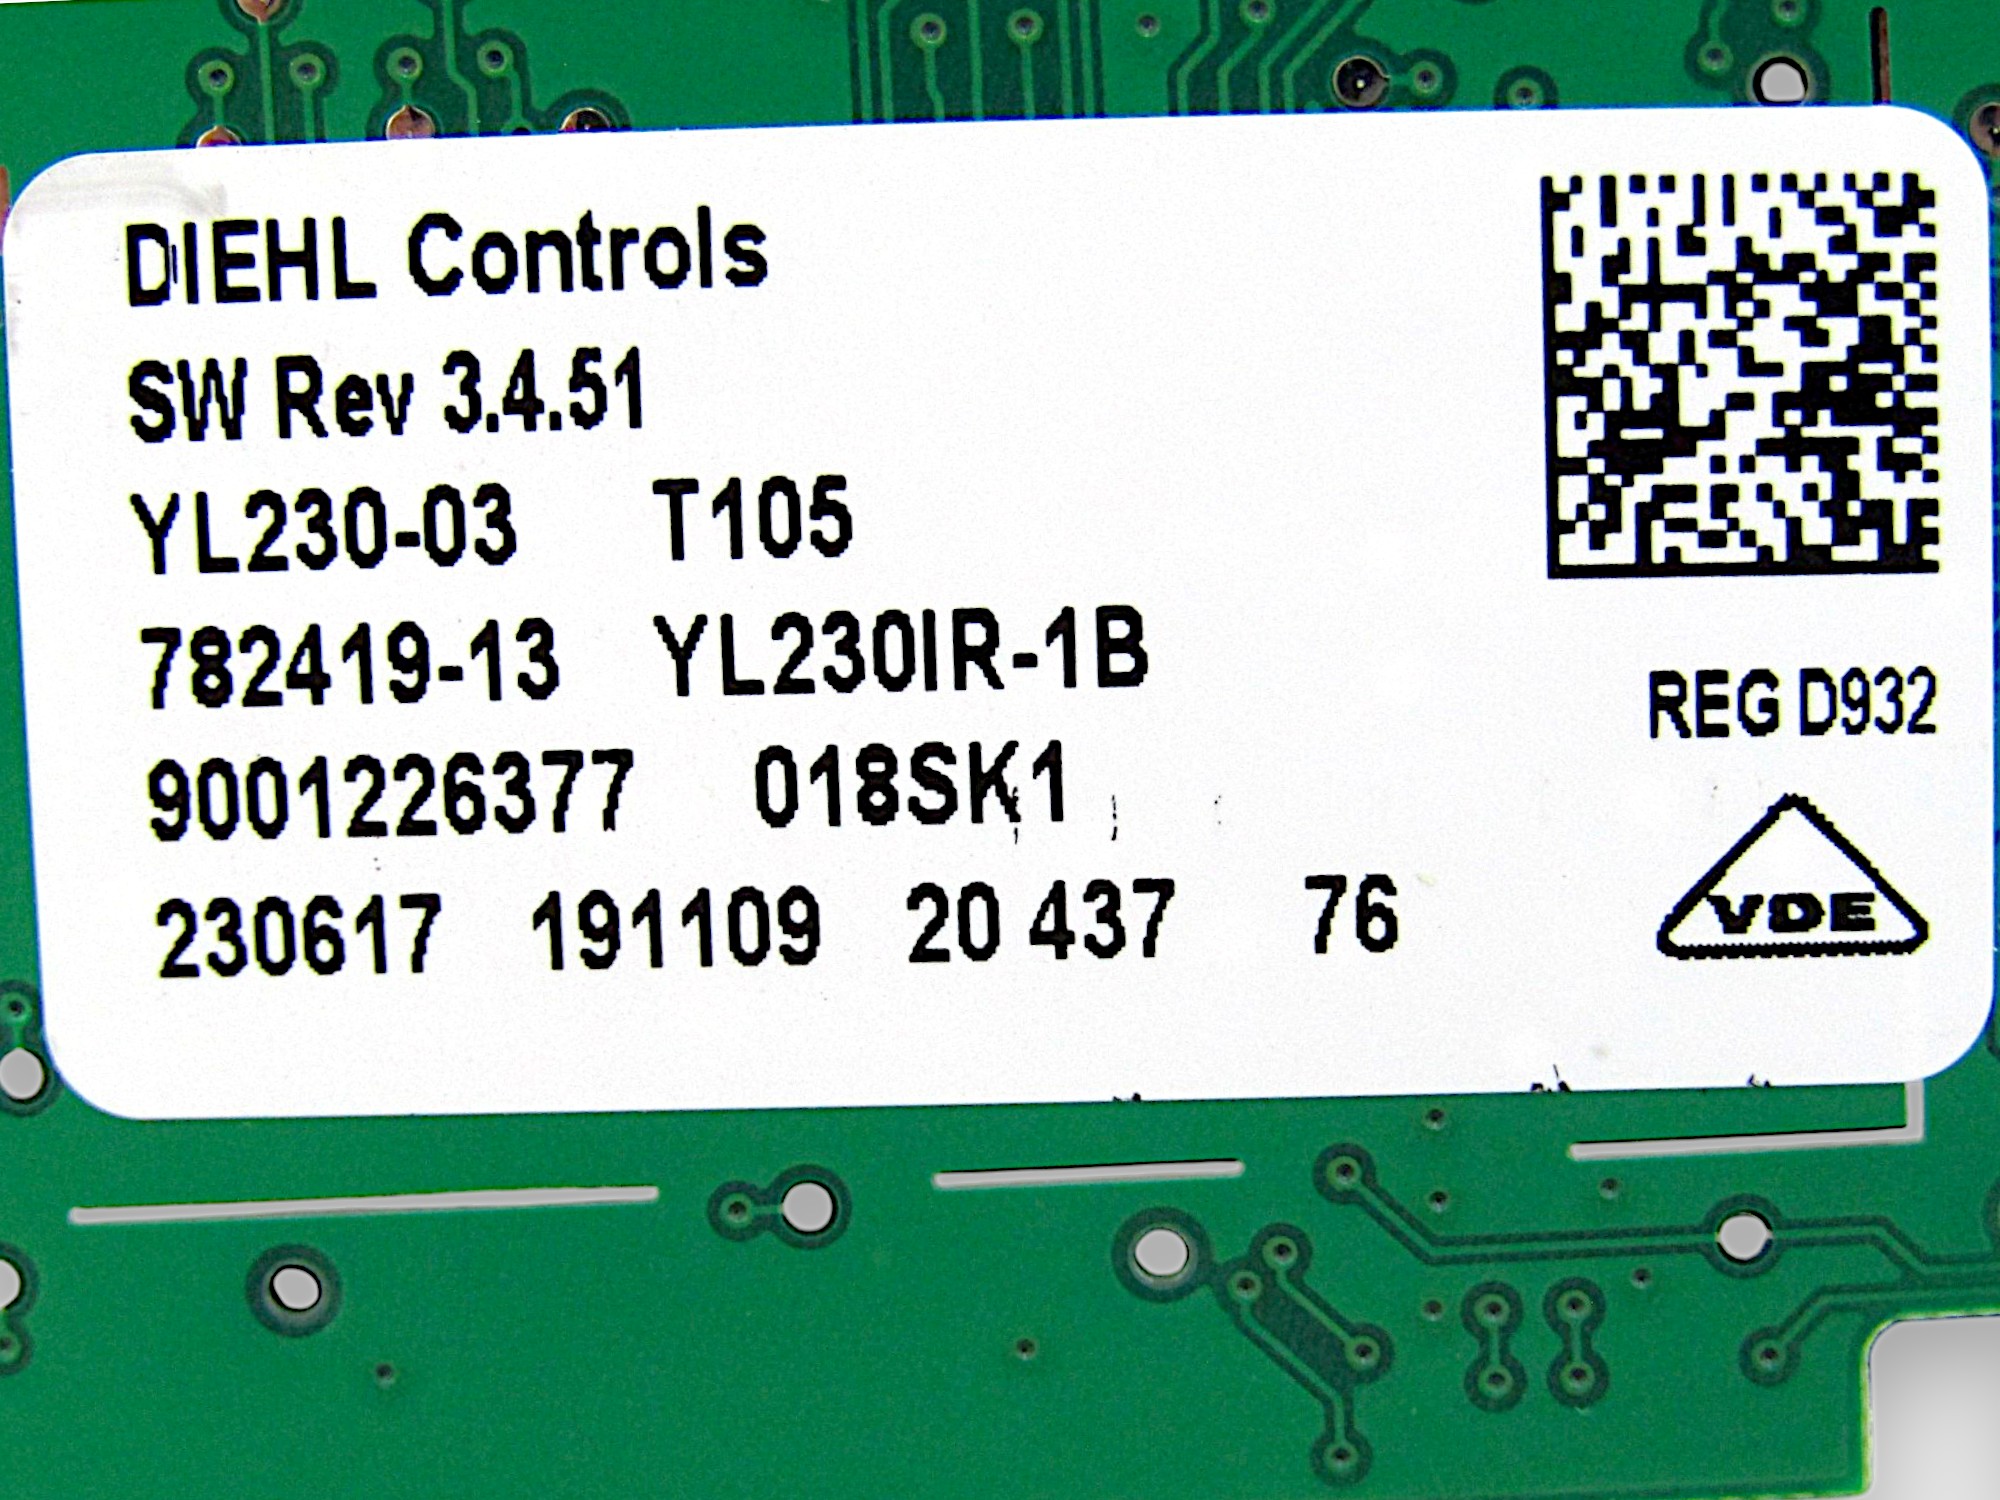 DIEHL Controls
SW Rev 3.4.51
YL230-03 T105
782419-13 YL230IR-1B
9001226377 018SK1
230617 191109 20 437 76
REG D932
VDE